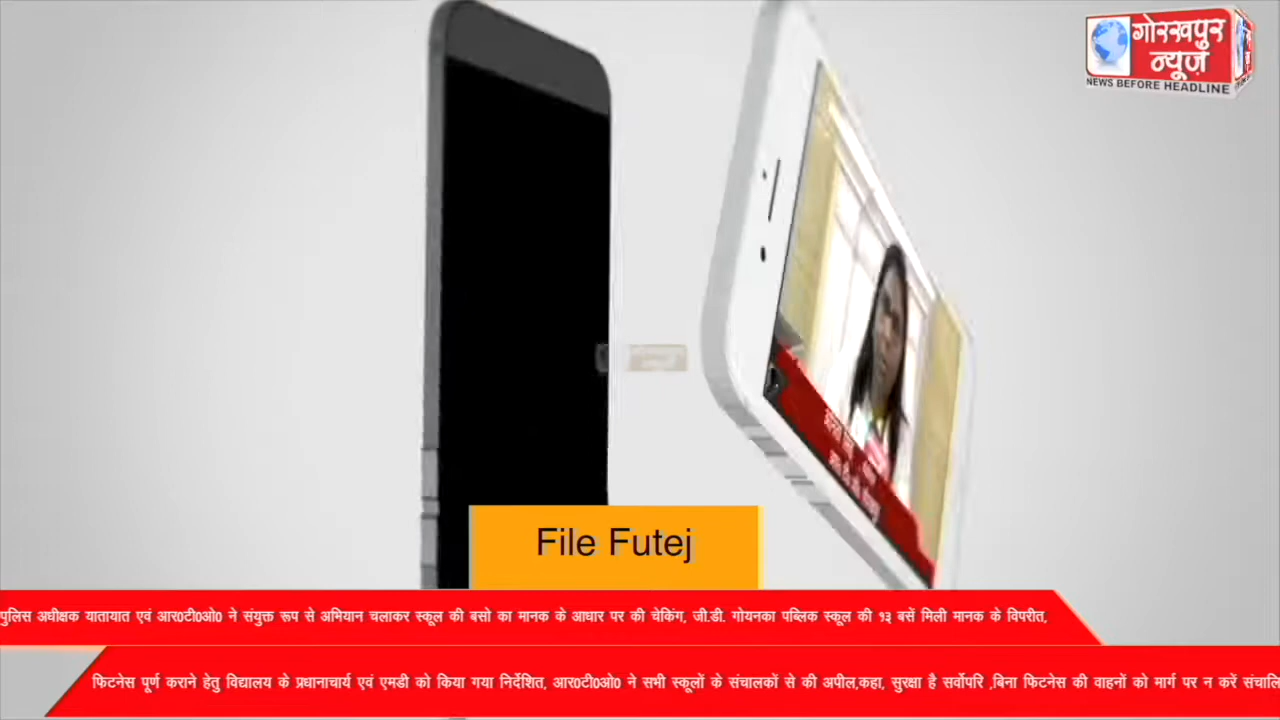 गोरखपुर
न्यूज़
NEWS BEFORE HEADLINE
File Futej
पुलिस अधीक्षक यातायात एवं आर0टी0ओ0 ने संयुक्त रूप से अभियान चलाकर स्कूल की बसो का मानक के आधार पर की चेकिंग, जी.डी. गोयनका पब्लिक स्कूल की १३ बसें मिली मानक के विपरीत,
फिटनेस पूर्ण कराने हेतु विद्यालय के प्रधानाचार्य एवं एमडी को किया गया निर्देशित, आर0टी0ओ0 ने सभी स्कूलों के संचालकों से की अपील,कहा, सुरक्षा है सर्वोपरि ,बिना फिटनेस की वाहनों को मार्ग पर न करें संचालि